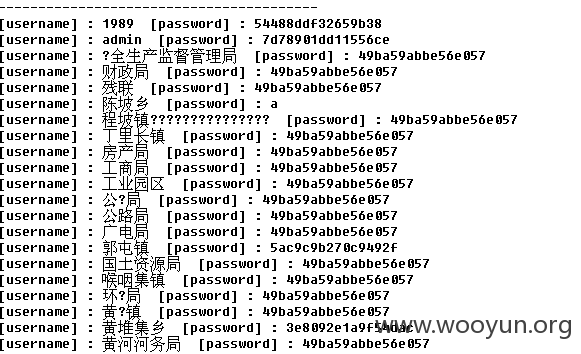 ----------------------------------------
[username] : 1989 [password] : 54488ddf32659b38
[username] : admin [password] : 7d78901dd11556ce
[username] : ?全生产监督管理局 [password] : 49ba59abbe56e057
[username] : 财政局 [password] : 49ba59abbe56e057
[username] : 残联 [password] : 49ba59abbe56e057
[username] : 陈坡乡 [password] : a
[username] : 程坡镇??????????????? [password] : 49ba59abbe56e057
[username] : 丁里长镇 [password] : 49ba59abbe56e057
[username] : 房产局 [password] : 49ba59abbe56e057
[username] : 工商局 [password] : 49ba59abbe56e057
[username] : 工业园区 [password] : 49ba59abbe56e057
[username] : 公?局 [password] : 49ba59abbe56e057
[username] : 公路局 [password] : 49ba59abbe56e057
[username] : 广电局 [password] : 49ba59abbe56e057
[username] : 郭屯镇 [password] : 5ac9c9b270c9492f
[username] : 国土资源局 [password] : 49ba59abbe56e057
[username] : 喉咽集镇 [password] : 49ba59abbe56e057
[username] : 环?局 [password] : 49ba59abbe56e057
[username] : 黄?镇 [password] : 49ba59abbe56e057
[username] : 黄堆集乡 [password] :
[username] : 黄河河务局 [password] : 49ba59abbe56e057
www.wooyun.org